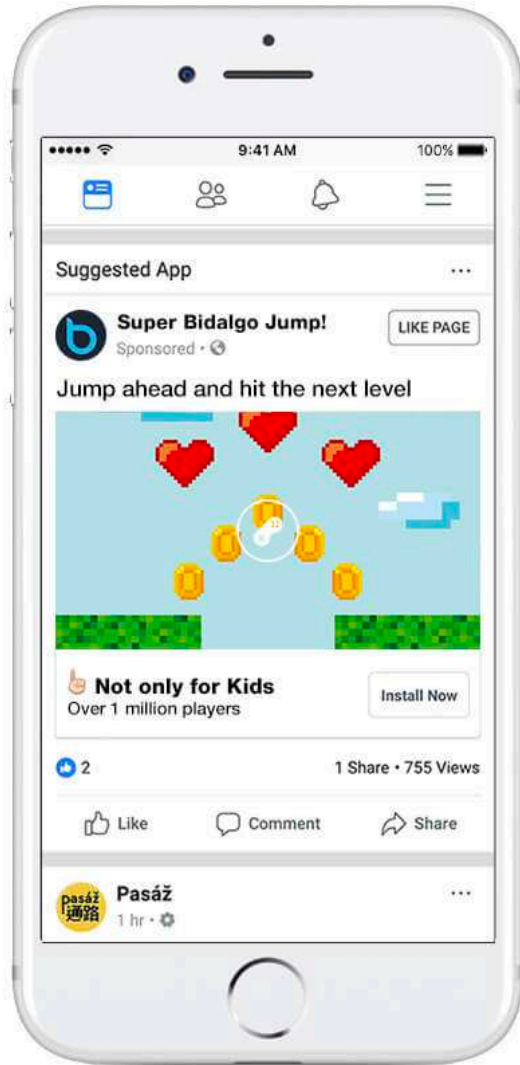 9:41 AM
100%
Suggested App
...
Super Bidalgo Jump!
LIKE PAGE
Sponsored •
Jump ahead and hit the next level
Not only for Kids
Install Now
Over 1 million players
2
1 Share • 755 Views
Like
Comment
Share
pasáž
通路
Pasáž
...
1 hr •